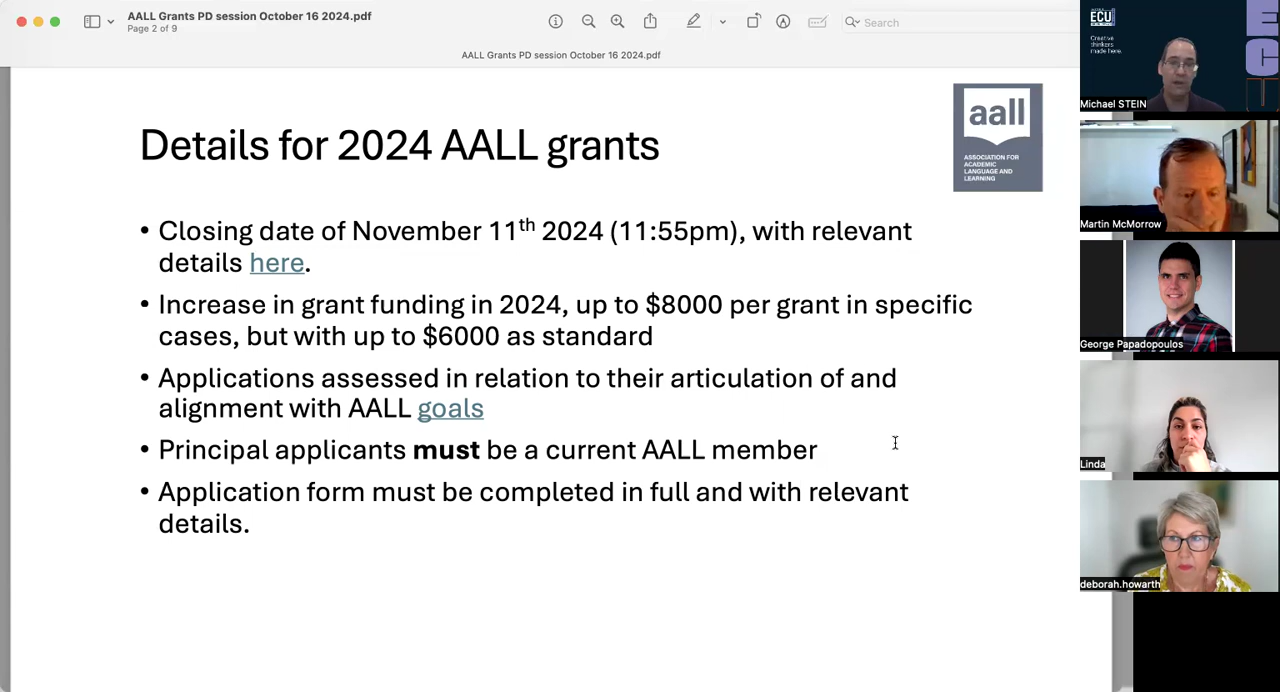 AALL Grants PD session October 16 2024.pdf
Page 2 of 9
Search
AALL Grants PD session October 16 2024.pdf
Details for 2024 AALL grants
aall
ASSOCIATION FOR
ACADEMIC
LANGUAGE AND
LEARNING
• Closing date of November 11th 2024 (11:55pm), with relevant
details here.
• Increase in grant funding in 2024, up to $8000 per grant in specific
cases, but with up to $6000 as standard
• Applications assessed in relation to their articulation of and
alignment with AALL goals
• Principal applicants must be a current AALL member
• Application form must be completed in full and with relevant
details.
ECU
Creative
thinkers
made here.
E
C
Michael STEIN
Martin McMorrow
George Papadopoulos
Linda
deborah.howarth